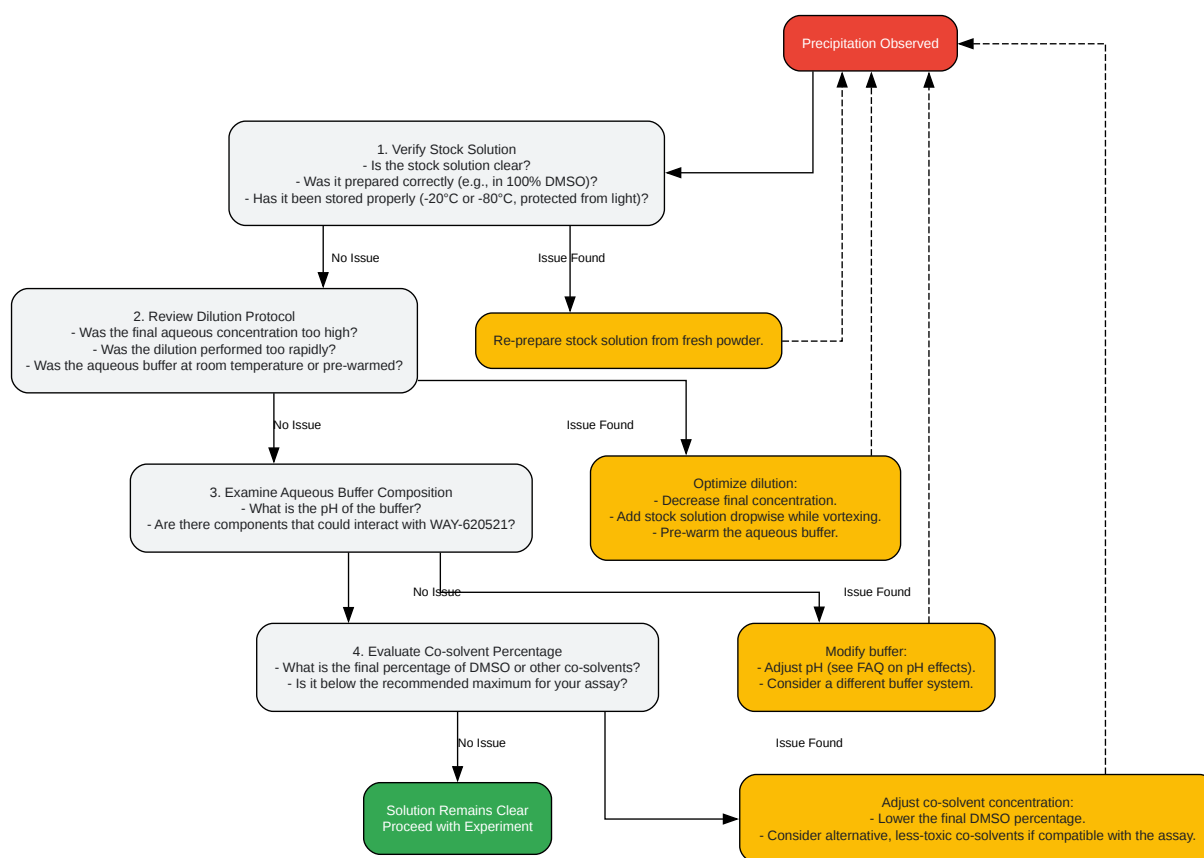 Precipitation Observed
1. Verify Stock Solution
- Is the stock solution clear?
- Was it prepared correctly (e.g., in 100% DMSO)?
- Has it been stored properly (-20°C or -80°C, protected from light)?
No Issue
Issue Found
2. Review Dilution Protocol
- Was the final aqueous concentration too high?
- Was the dilution performed too rapidly?
- Was the aqueous buffer at room temperature or pre-warmed?
Re-prepare stock solution from fresh powder.
No Issue
Issue Found
3. Examine Aqueous Buffer Composition
- What is the pH of the buffer?
- Are there components that could interact with WAY-620521?
Optimize dilution:
- Decrease final concentration.
- Add stock solution dropwise while vortexing.
- Pre-warm the aqueous buffer.
No Issue
Issue Found
4. Evaluate Co-solvent Percentage
- What is the final percentage of DMSO or other co-solvents?
- Is it below the recommended maximum for your assay?
Modify buffer:
- Adjust pH (see FAQ on pH effects).
- Consider a different buffer system.
No Issue
Issue Found
Solution Remains Clear
Proceed with Experiment
Adjust co-solvent concentration:
- Lower the final DMSO percentage.
- Consider alternative, less-toxic co-solvents if compatible with the assay.